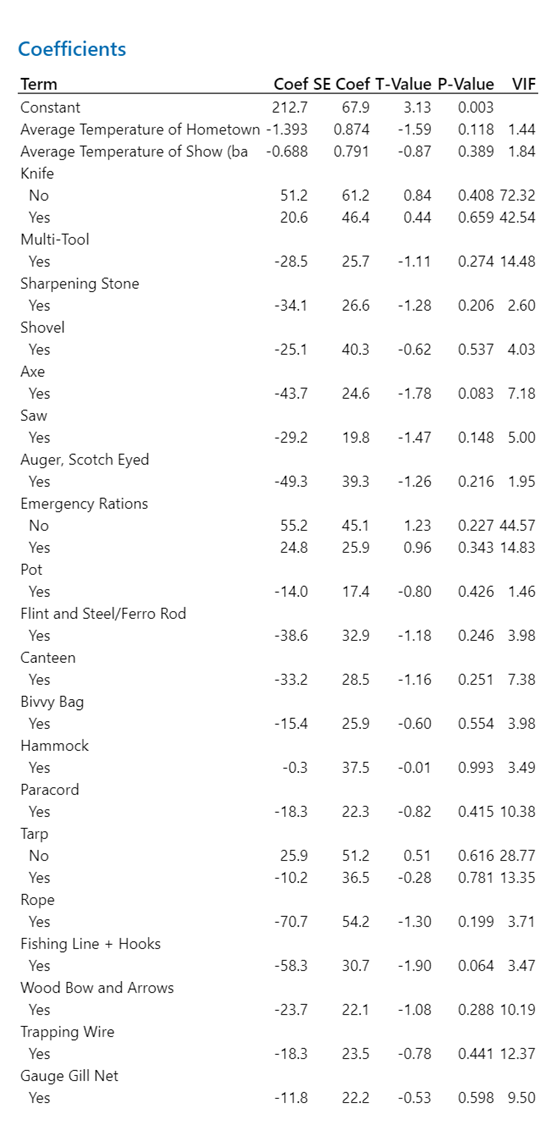 Coefficients
Term Coef SE Coef T-Value P-Value VIF
Constant 212.7 67.9 3.13 0.003
Average Temperature of Hometown -1.393 0.874 -1.59 0.118 1.44
Average Temperature of Show (ba -0.688 0.791 -0.87 0.389 1.84
Knife
No 51.2 61.2 0.84 0.408 72.32
Yes 20.6 46.4 0.44 0.659 42.54
Multi-Tool
Yes -28.5 25.7 -1.11 0.274 14.48
Sharpening Stone
Yes -34.1 26.6 -1.28 0.206 2.60
Shovel
Yes -25.1 40.3 -0.62 0.537 4.03
Axe
Yes -43.7 24.6 -1.78 0.083 7.18
Saw
Yes -29.2 19.8 -1.47 0.148 5.00
Auger, Scotch Eyed
Yes -49.3 39.3 -1.26 0.216 1.95
Emergency Rations
No 55.2 45.1 1.23 0.227 44.57
Yes 24.8 25.9 0.96 0.343 14.83
Pot
Yes -14.0 17.4 -0.80 0.426 1.46
Flint and Steel/Ferro Rod
Yes -38.6 32.9 -1.18 0.246 3.98
Canteen
Yes -33.2 28.5 -1.16 0.251 7.38
Bivvy Bag
Yes -15.4 25.9 -0.60 0.554 3.98
Hammock
Yes -0.3 37.5 -0.01 0.993 3.49
Paracord
Yes -18.3 22.3 -0.82 0.415 10.38
Tarp
No 25.9 51.2 0.51 0.616 28.77
Yes -10.2 36.5 -0.28 0.781 13.35
Rope
Yes -70.7 54.2 -1.30 0.199 3.71
Fishing Line + Hooks
Yes -58.3 30.7 -1.90 0.064 3.47
Wood Bow and Arrows
Yes -23.7 22.1 -1.08 0.288 10.19
Trapping Wire
Yes -18.3 23.5 -0.78 0.441 12.37
Gauge Gill Net
Yes -11.8 22.2 -0.53 0.598 9.50